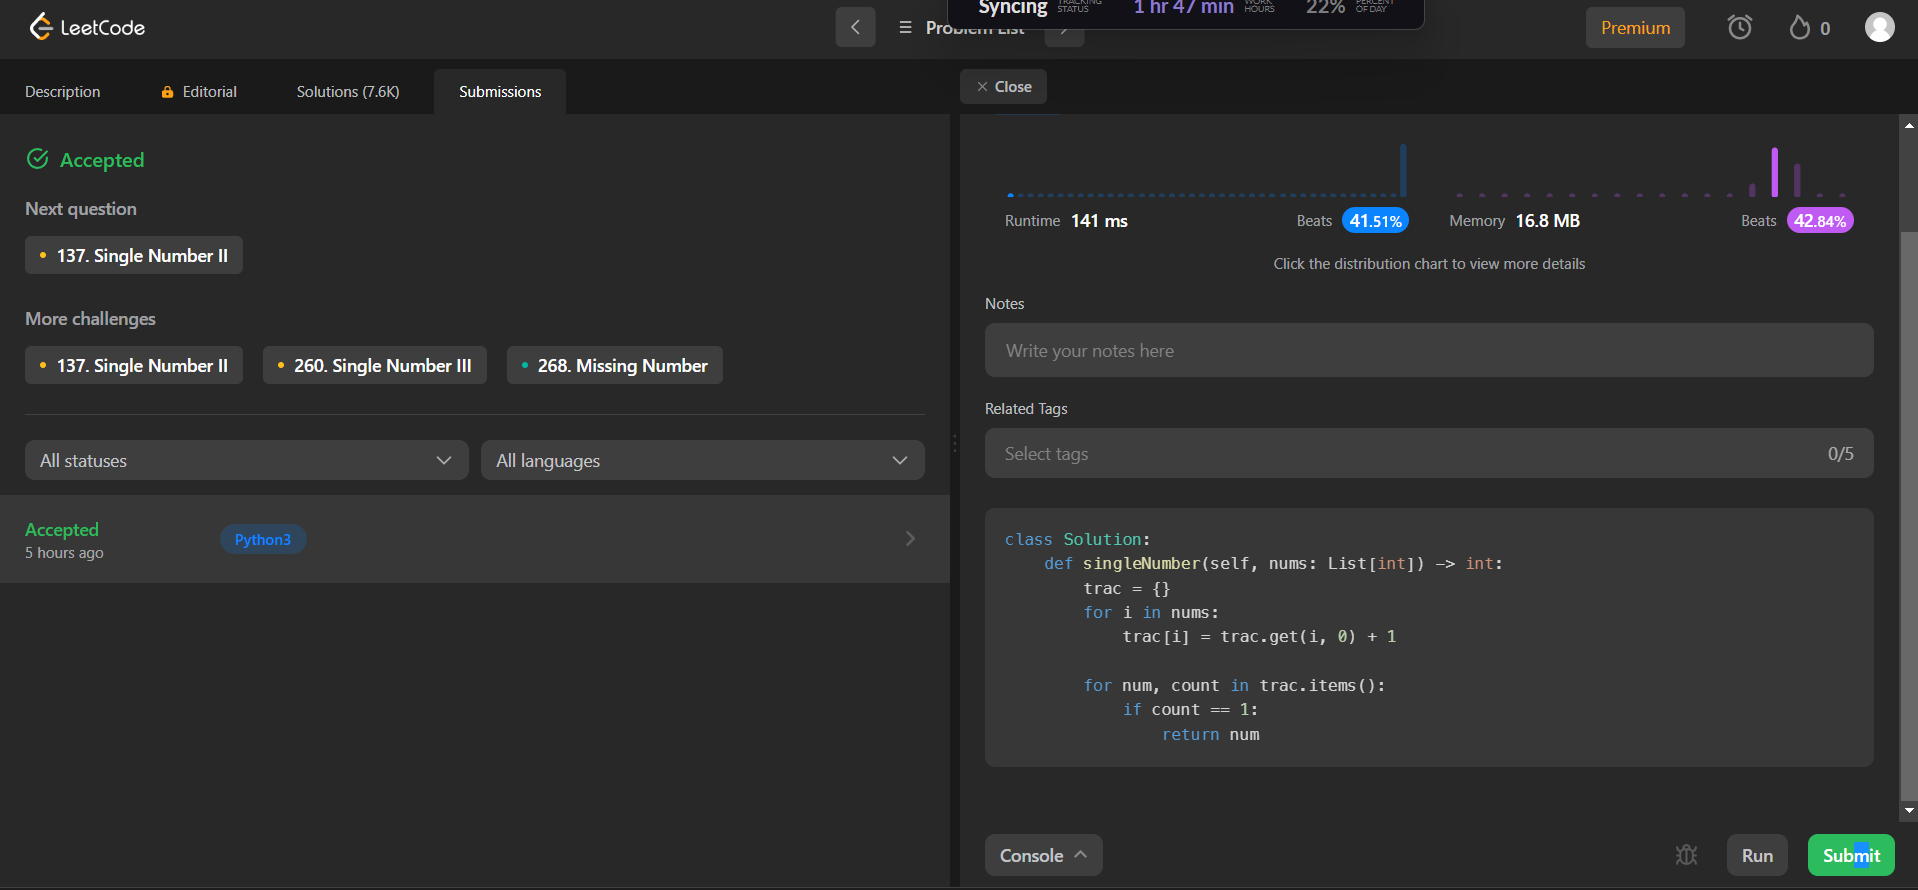 LeetCode
Syncing TRACKING STATUS 1 hr 47 min WORK HOURS 22% PERCENT OF DAY
Problem List
Premium
0
Description
Editorial
Solutions (7.6K)
Submissions
Close
Accepted
Next question
137. Single Number II
More challenges
137. Single Number II
260. Single Number III
268. Missing Number
All statuses
All languages
Accepted
5 hours ago
Python3
Runtime 141 ms
Beats 41.51%
Memory 16.8 MB
Beats 42.84%
Click the distribution chart to view more details
Notes
Write your notes here
Related Tags
Select tags
0/5
class Solution:
    def singleNumber(self, nums: List[int]) -> int:
        trac = {}
        for i in nums:
            trac[i] = trac.get(i, 0) + 1

        for num, count in trac.items():
            if count == 1:
                return num
Console
Run
Submit